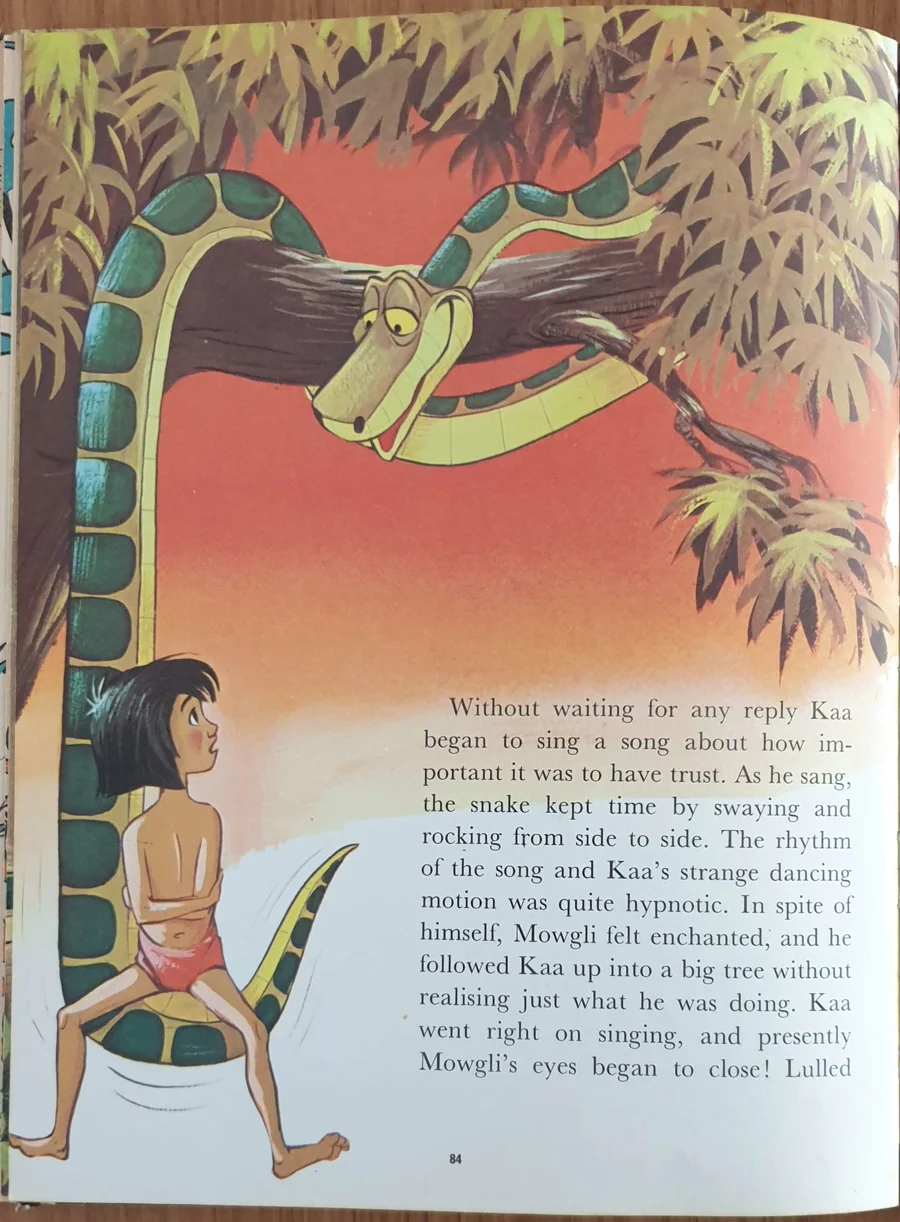 Without waiting for any reply Kaa
began to sing a song about how im-
portant it was to have trust. As he sang,
the snake kept time by swaying and
rocking from side to side. The rhythm
of the song and Kaa's strange dancing
motion was quite hypnotic. In spite of
himself, Mowgli felt enchanted, and he
followed Kaa up into a big tree without
realising just what he was doing. Kaa
went right on singing, and presently
Mowgli's eyes began to close! Lulled
84